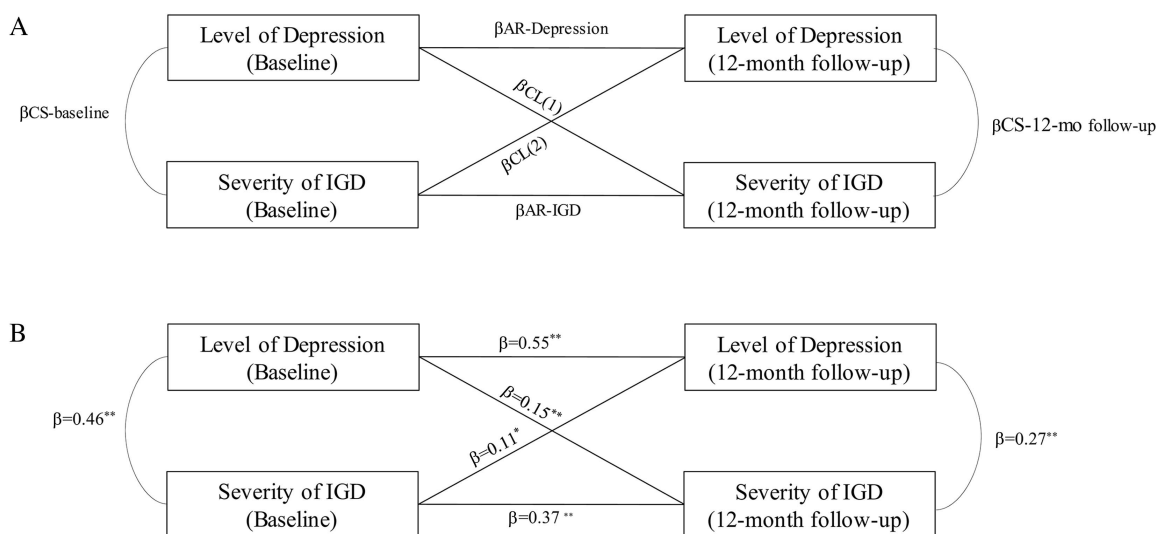 A
Level of Depression
(Baseline)
βAR-Depression
Level of Depression
(12-month follow-up)
βCS-baseline
βCL(1)
βCL(2)
βCS-12-mo follow-up
Severity of IGD
(Baseline)
βAR-IGD
Severity of IGD
(12-month follow-up)
B
Level of Depression
(Baseline)
β=0.55**
Level of Depression
(12-month follow-up)
β=0.46**
β=0.15**
β=0.11*
β=0.27**
Severity of IGD
(Baseline)
β=0.37 **
Severity of IGD
(12-month follow-up)